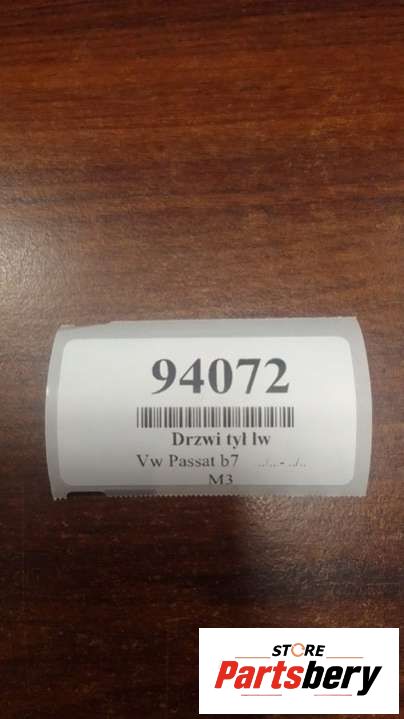 94072
Drzwi tył lw
Vw Passat b7 ../.. - ../..
M3
STORE
Partsbery